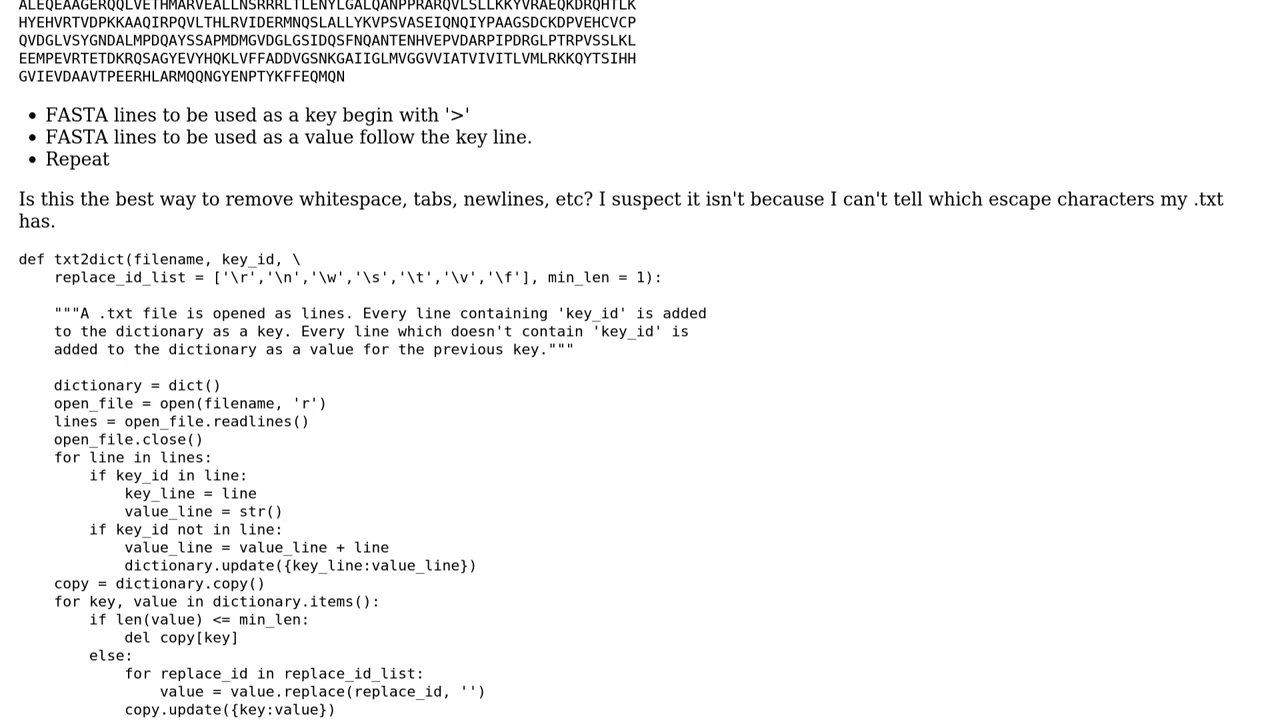 ALEQEAAGERQQLVETHMARVEALLNSRRRLTLENYLGALQANPPRARQVLSLLKKYVRAEQKDRQHTLK
HYEHVRTVDPKKAAQIRPQVLTHLRVIDERMNQSLALLYKVPSVASEIQNQIYPAAGSDCKDPVEHCVCP
QVDGLVSYGNDALMPDQAYSSAPMDMGVDGLGSIDQSFNQANTENHVEPVDARPIPDRGLPTRPVSSLKL
EEMPEVRTETDKRQSAGYEVYHQKLVFFADDVGSNKGAIIGLMVGGVVIATVIVITLVMLRKKQYTSIHH
GVIEVDAAVTPEERHLARMQQNGYENPTYKFFEQMQN
• FASTA lines to be used as a key begin with '>'
• FASTA lines to be used as a value follow the key line.
• Repeat
Is this the best way to remove whitespace, tabs, newlines, etc? I suspect it isn't because I can't tell which escape characters my .txt
has.
def txt2dict(filename, key_id, \
    replace_id_list = ['\r','\n','\w','\s','\t','\v','\f'], min_len = 1):
    """A .txt file is opened as lines. Every line containing 'key_id' is added
    to the dictionary as a key. Every line which doesn't contain 'key_id' is
    added to the dictionary as a value for the previous key."""
    dictionary = dict()
    open_file = open(filename, 'r')
    lines = open_file.readlines()
    open_file.close()
    for line in lines:
        if key_id in line:
            key_line = line
            value_line = str()
        if key_id not in line:
            value_line = value_line + line
            dictionary.update({key_line:value_line})
    copy = dictionary.copy()
    for key, value in dictionary.items():
        if len(value) <= min_len:
            del copy[key]
        else:
            for replace_id in replace_id_list:
                value = value.replace(replace_id, '')
            copy.update({key:value})